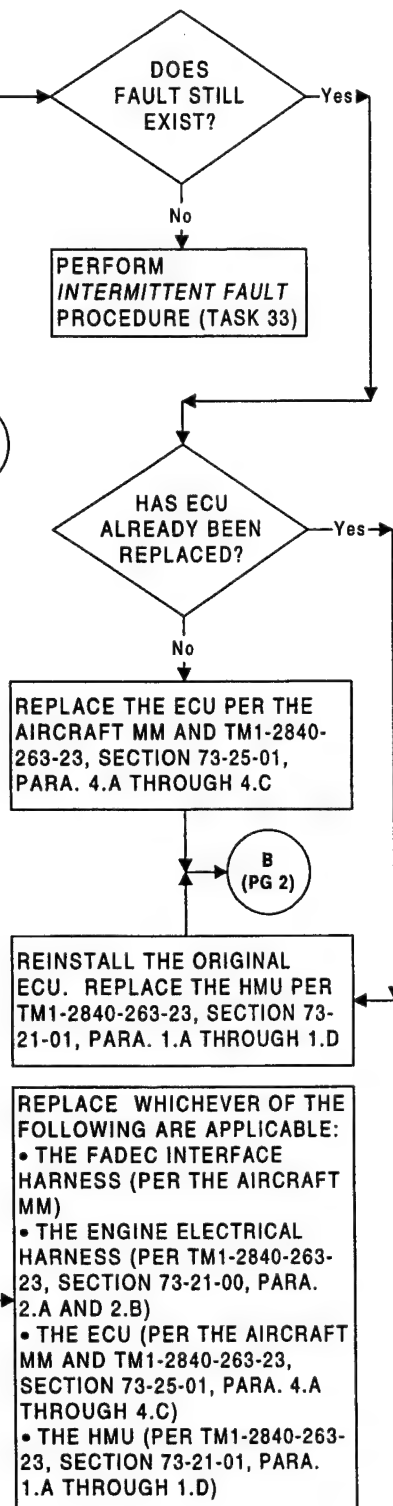 DOES
FAULT STILL
EXIST?
Yes
No
PERFORM
INTERMITTENT FAULT
PROCEDURE (TASK 33)
HAS ECU
ALREADY BEEN
REPLACED?
Yes
No
REPLACE THE ECU PER THE
AIRCRAFT MM AND TM1-2840-
263-23, SECTION 73-25-01,
PARA. 4.A THROUGH 4.C
B
(PG 2)
REINSTALL THE ORIGINAL
ECU. REPLACE THE HMU PER
TM1-2840-263-23, SECTION 73-
21-01, PARA. 1.A THROUGH 1.D
REPLACE WHICHEVER OF THE
FOLLOWING ARE APPLICABLE:
• THE FADEC INTERFACE
HARNESS (PER THE AIRCRAFT
MM)
• THE ENGINE ELECTRICAL
HARNESS (PER TM1-2840-263-
23, SECTION 73-21-00, PARA.
2.A AND 2.B)
• THE ECU (PER THE AIRCRAFT
MM AND TM1-2840-263-23,
SECTION 73-25-01, PARA. 4.A
THROUGH 4.C)
• THE HMU (PER TM1-2840-263-
23, SECTION 73-21-01, PARA.
1.A THROUGH 1.D)